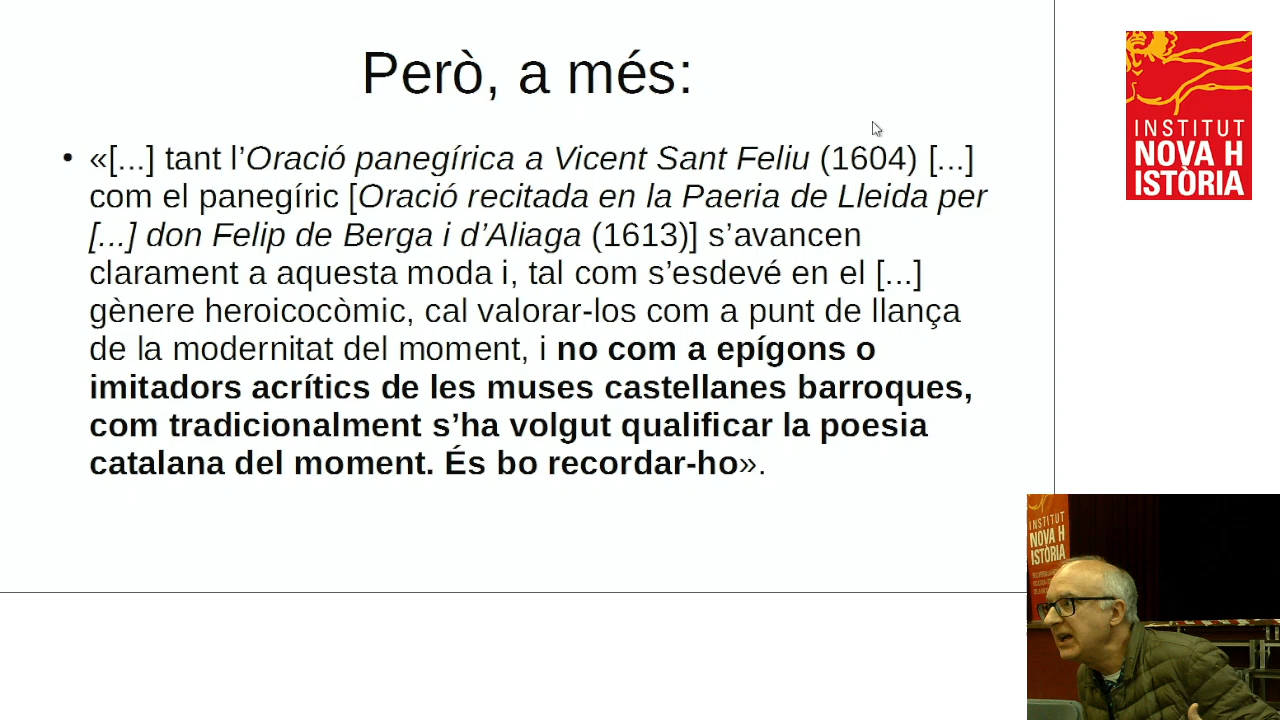 Però, a més:
• «[...] tant l’Oració panegírica a Vicent Sant Feliu (1604) [...]
com el panegíric [Oració recitada en la Paeria de Lleida per
[...] don Felip de Berga i d’Aliaga (1613)] s’avancen
clarament a aquesta moda i, tal com s’esdevé en el [...]
gènere heroicocòmic, cal valorar-los com a punt de llança
de la modernitat del moment, i no com a epígons o
imitadors acrítics de les muses castellanes barroques,
com tradicionalment s’ha volgut qualificar la poesia
catalana del moment. És bo recordar-ho».
INSTITUT
NOVA H
ISTÒRIA
INSTITUT
NOVA H
ISTÒRIA